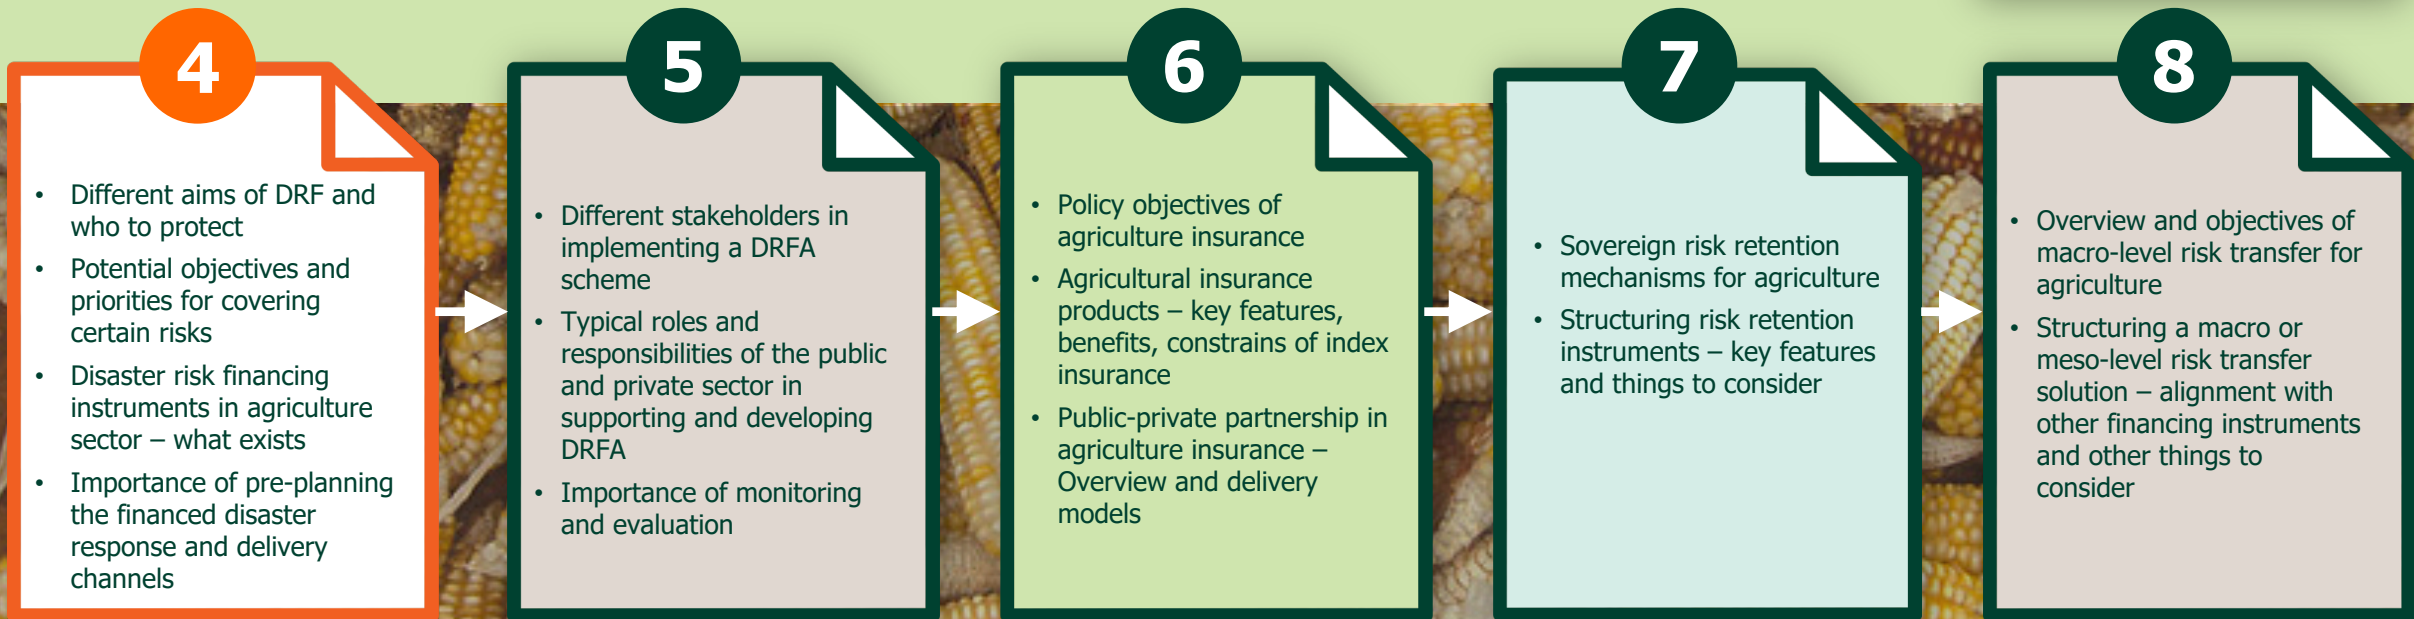 4
• Different aims of DRF and
who to protect
• Potential objectives and
priorities for covering
certain risks
• Disaster risk financing
instruments in agriculture
sector – what exists
• Importance of pre-planning
the financed disaster
response and delivery
channels
5
• Different stakeholders in
implementing a DRFA
scheme
• Typical roles and
responsibilities of the public
and private sector in
supporting and developing
DRFA
• Importance of monitoring
and evaluation
6
• Policy objectives of
agriculture insurance
• Agricultural insurance
products – key features,
benefits, constrains of index
insurance
• Public-private partnership in
agriculture insurance –
Overview and delivery
models
7
• Sovereign risk retention
mechanisms for agriculture
• Structuring risk retention
instruments – key features
and things to consider
8
• Overview and objectives of
macro-level risk transfer for
agriculture
• Structuring a macro or
meso-level risk transfer
solution – alignment with
other financing instruments
and other things to
consider